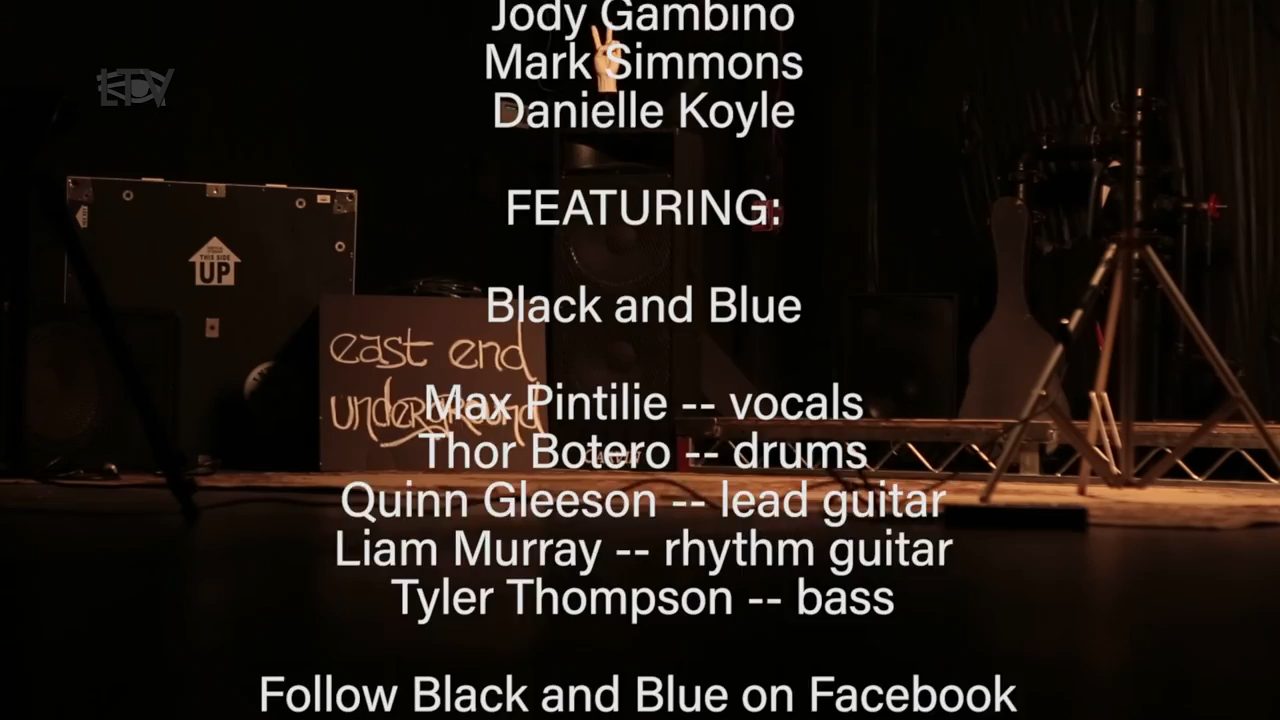 Jody Gambino
Mark Simmons
Danielle Koyle
LTV
FEATURING:
THIS SIDE
UP
Black and Blue
east end
underground
Max Pintilie -- vocals
Thor Botero -- drums
Quinn Gleeson -- lead guitar
Liam Murray -- rhythm guitar
Tyler Thompson -- bass
Follow Black and Blue on Facebook